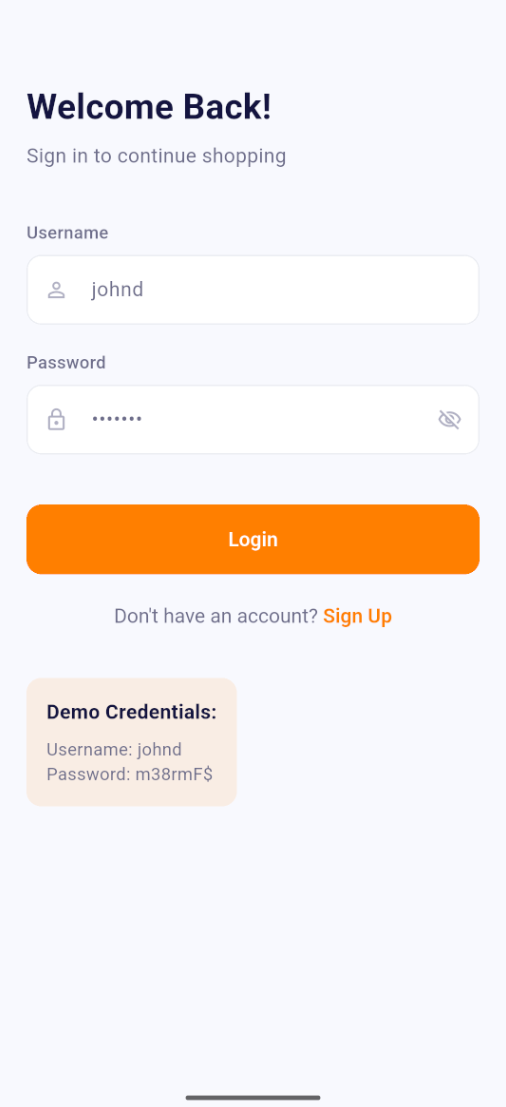 Welcome Back!
Sign in to continue shopping
Username
johnd
Password
•••••••
Login
Don't have an account? Sign Up
Demo Credentials:
Username: johnd
Password: m38rmF$